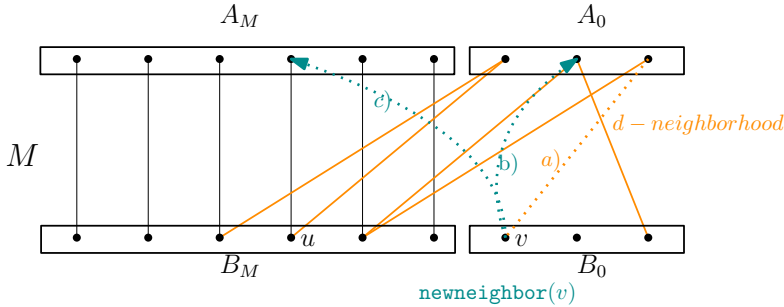 A_M A_0
c)
d − neighborhood
M
b) a)
u v
B_M B_0
newneighbor(v)